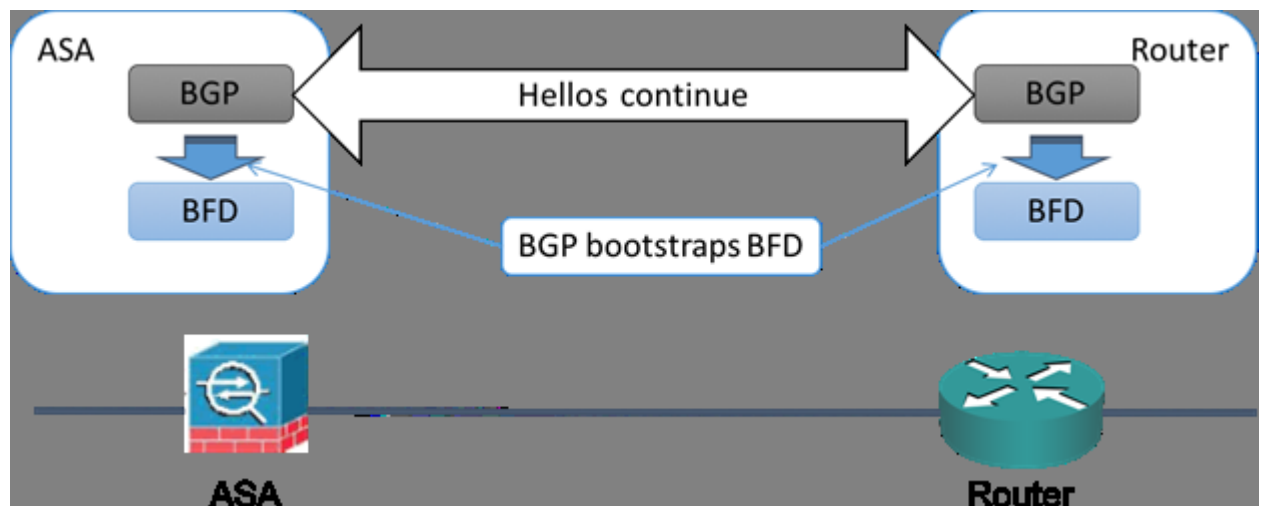 ASA
Router
BGP
Hellos continue
BGP
BFD
BFD
BGP bootstraps BFD
ASA
Router